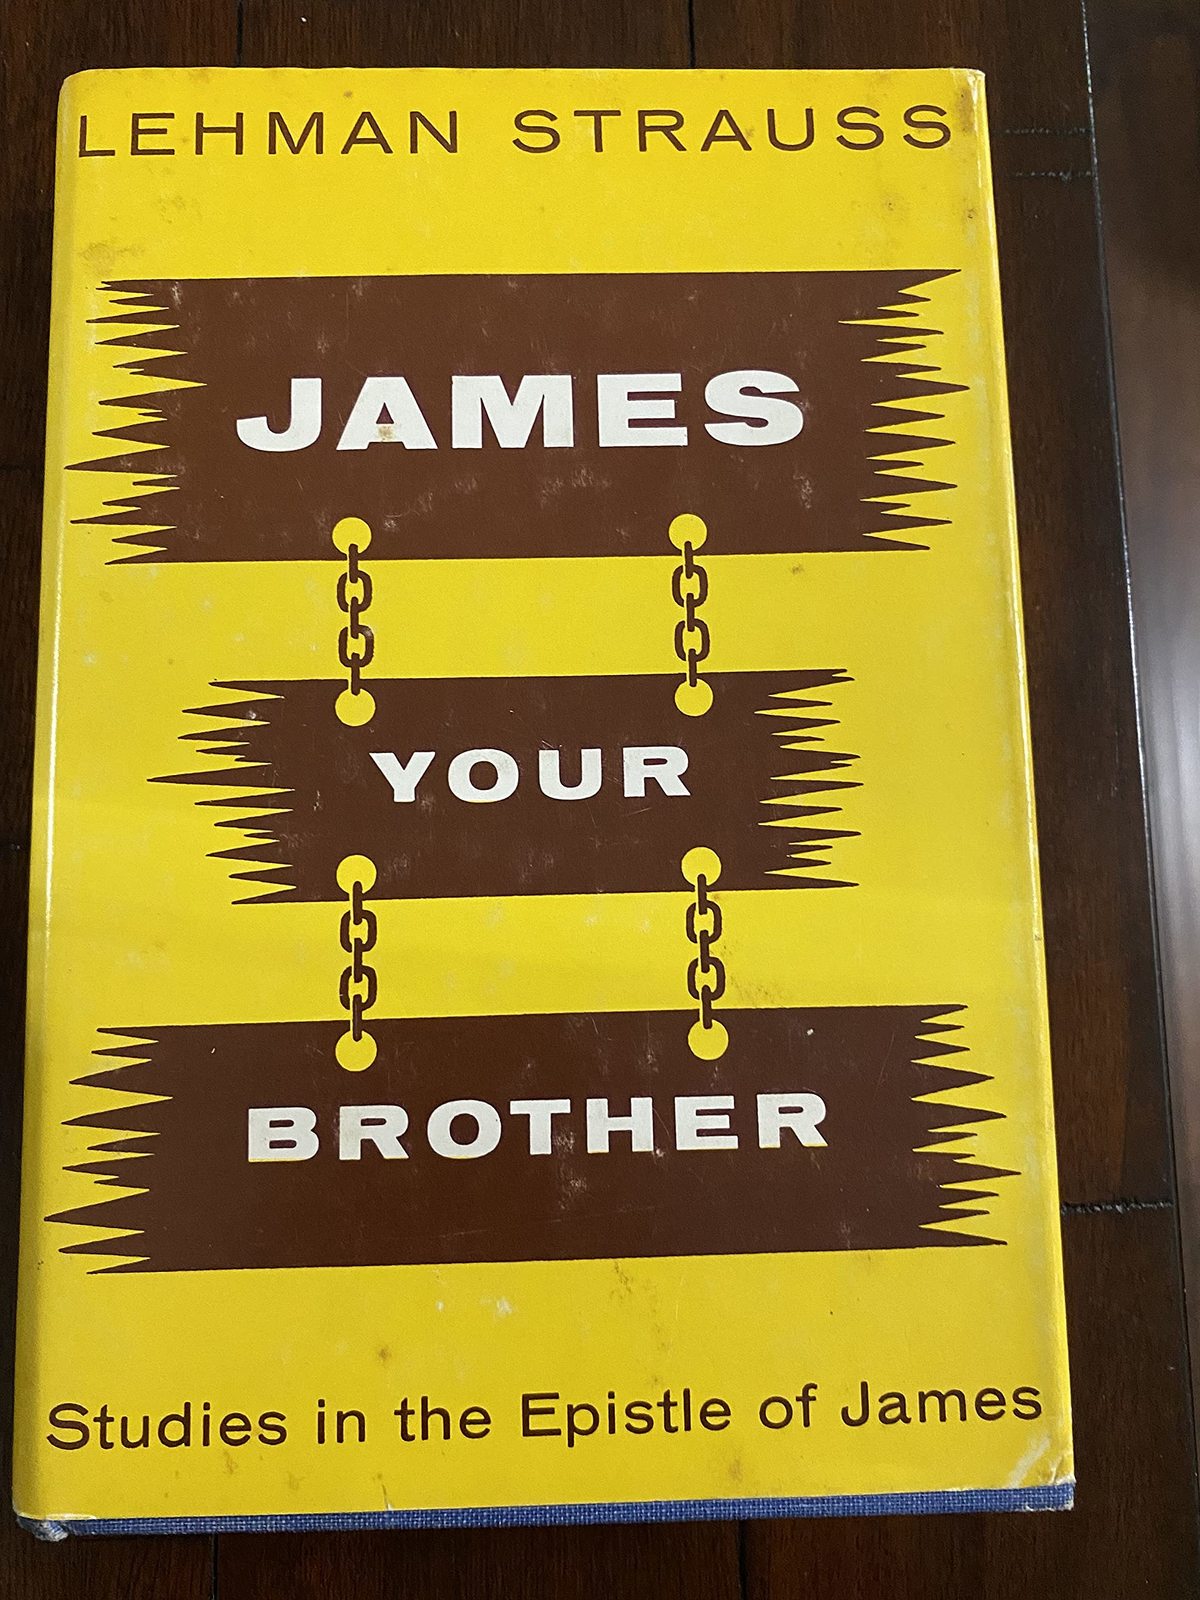 LEHMAN STRAUSS
JAMES
YOUR
BROTHER
Studies in the Epistle of James